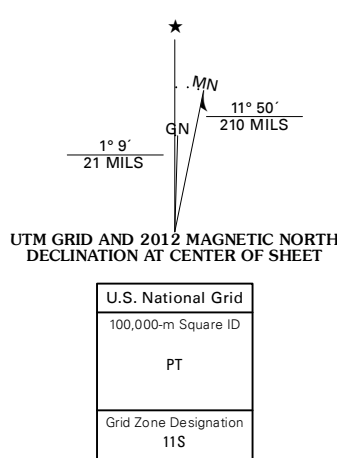 MN
GN
11° 50´
210 MILS
1° 9´
21 MILS
UTM GRID AND 2012 MAGNETIC NORTH
DECLINATION AT CENTER OF SHEET
U.S. National Grid
100,000-m Square ID
PT
Grid Zone Designation
11S